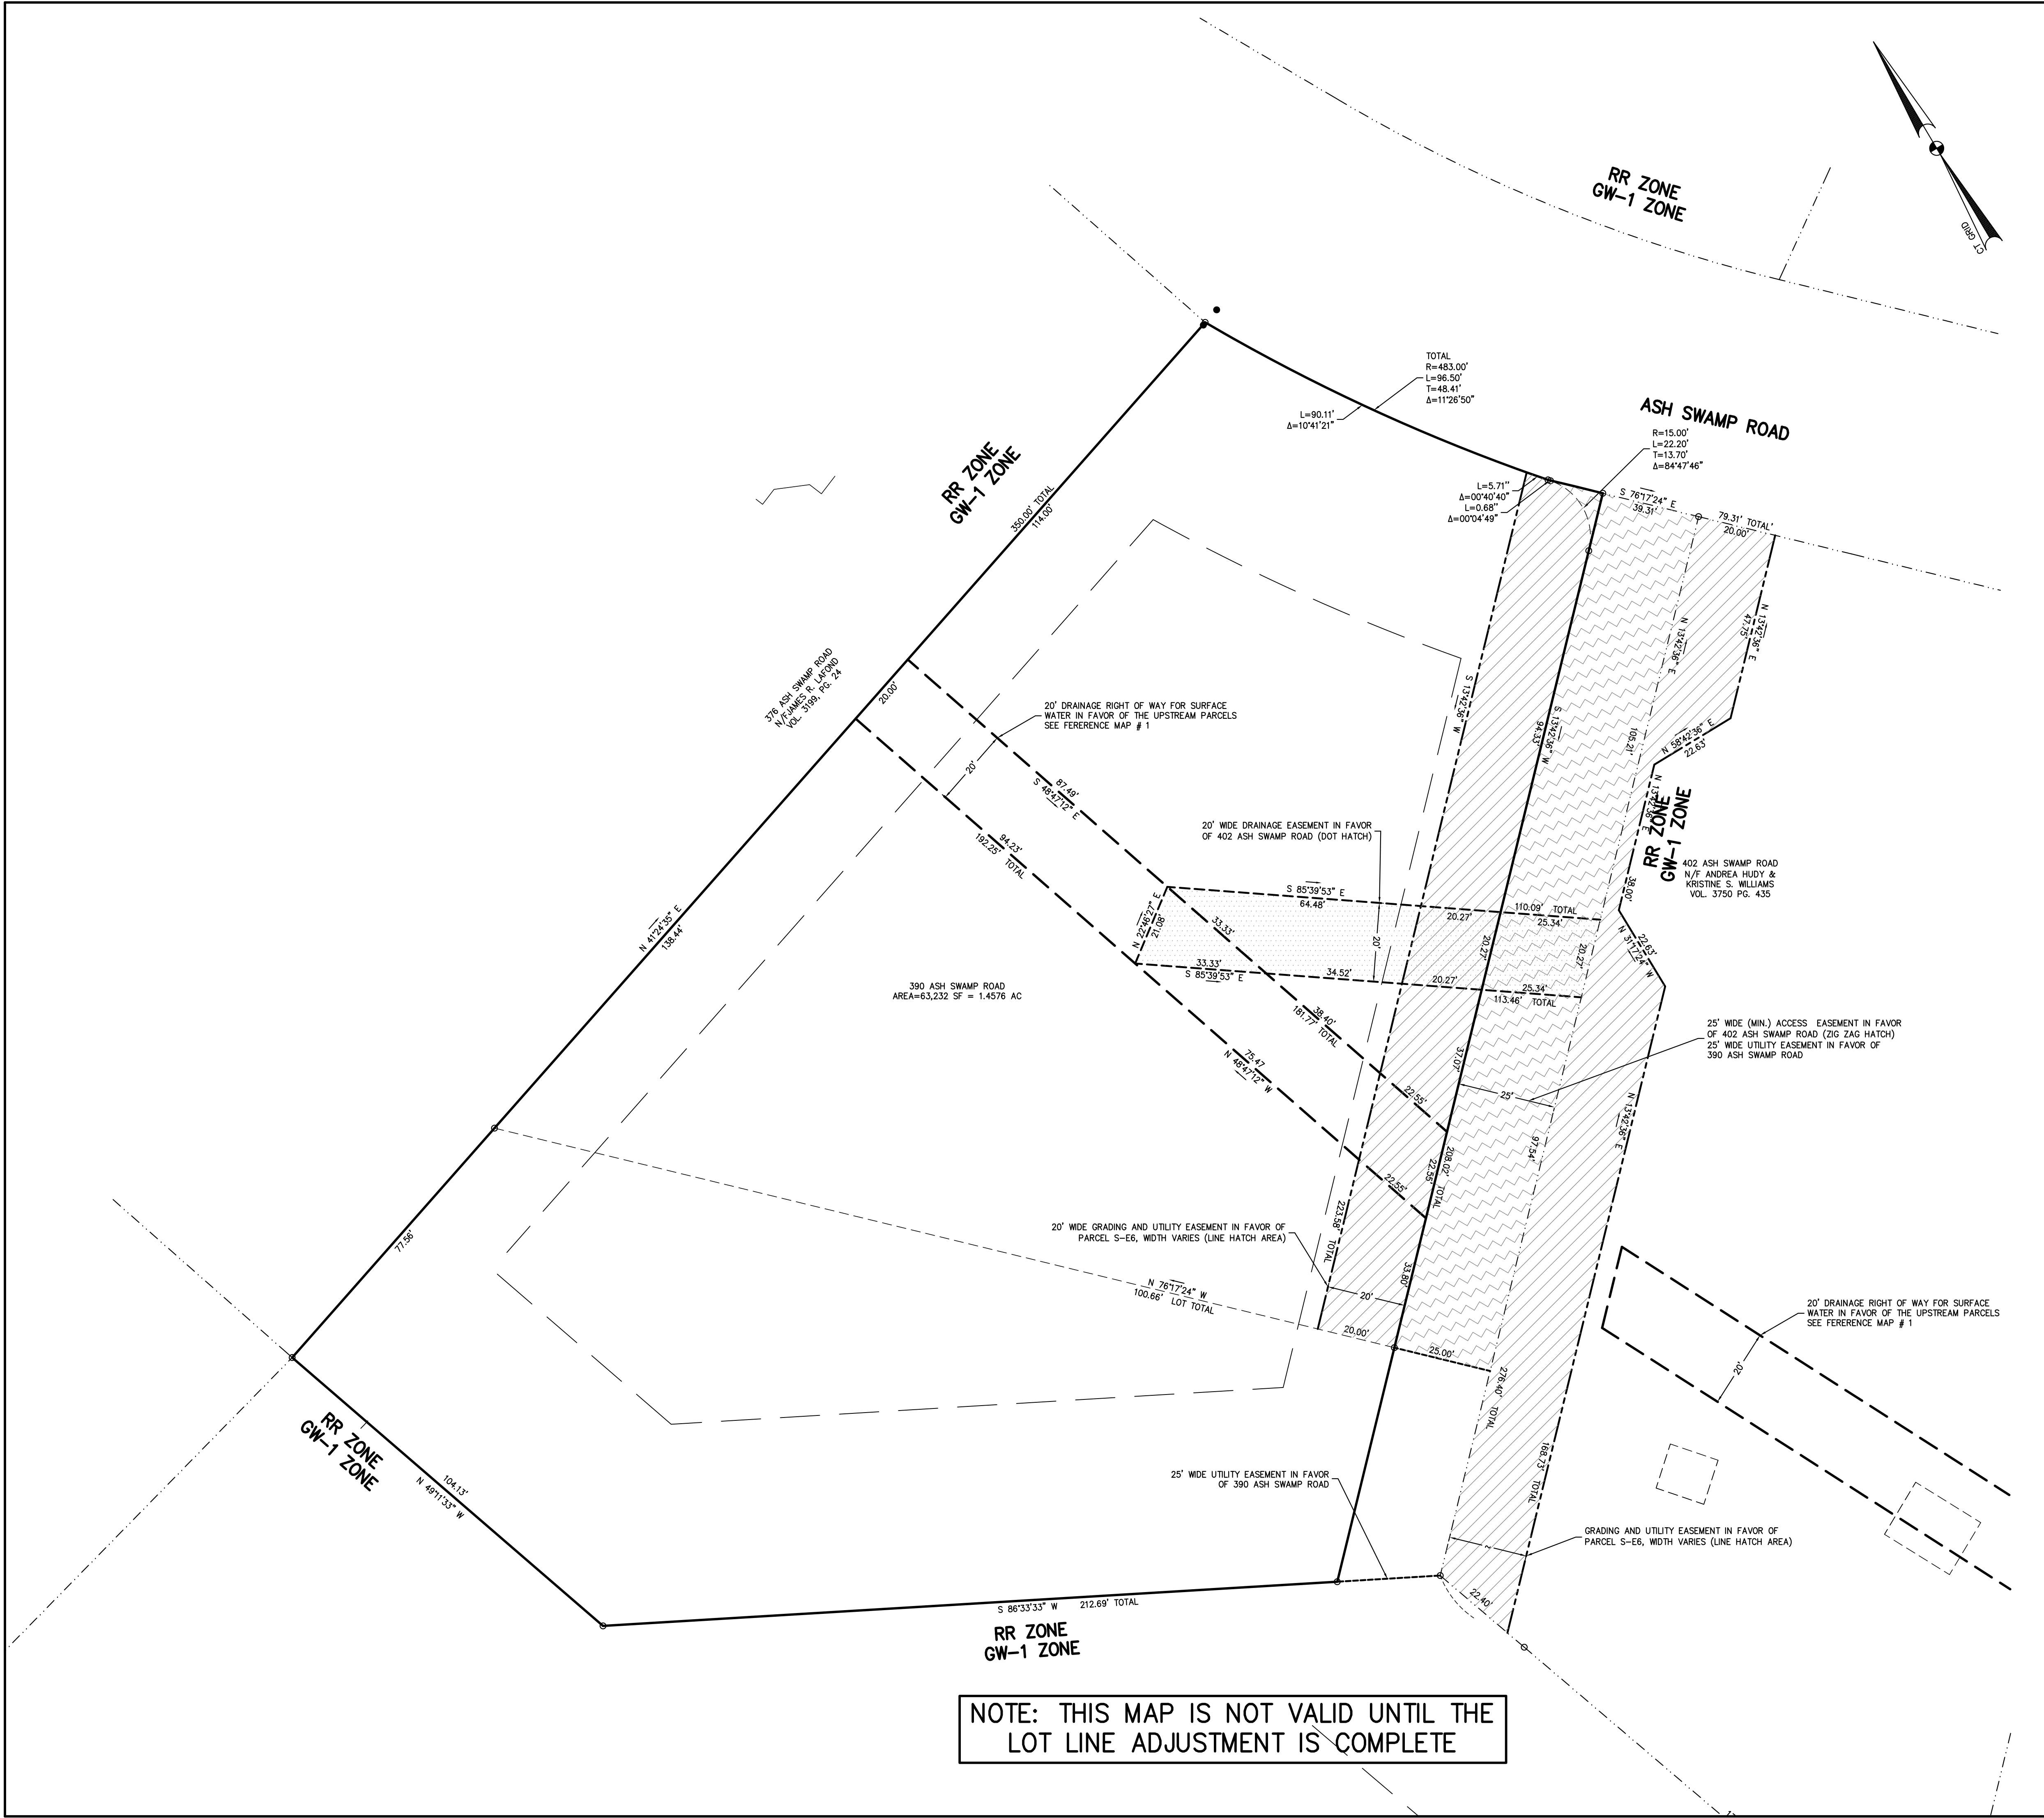 CT GRID
RR ZONE
GW-1 ZONE
TOTAL
R=483.00'
L=96.50'
T=48.41'
Δ=11°26'50"
L=90.11'
Δ=10°41'21"
ASH SWAMP ROAD
R=15.00'
L=22.20'
T=13.70'
Δ=84°47'46"
L=5.71"
Δ=00°40'40"
L=0.68"
Δ=00°04'49"
S 76°17'24" E
39.31'
79.31' TOTAL'
20.00'
RR ZONE
GW-1 ZONE
350.00' TOTAL
114.00'
N 13°42'36" E
47.75'
N 13°42'36" E
105.21'
S 13°42'36" W
S 13°42'36" W
94.33'
N 58°42'36" E
22.63'
N 13°42'36" E
38.00'
RR ZONE
GW-1 ZONE
376 ASH SWAMP ROAD
N/FJAMES R. LAFOND
VOL. 3199, PG. 24
20.00'
20' DRAINAGE RIGHT OF WAY FOR SURFACE
WATER IN FAVOR OF THE UPSTREAM PARCELS
SEE FERERENCE MAP # 1
20'
87.49'
S 48°47'12" E
94.23'
192.25' TOTAL
20' WIDE DRAINAGE EASEMENT IN FAVOR
OF 402 ASH SWAMP ROAD (DOT HATCH)
402 ASH SWAMP ROAD
N/F ANDREA HUDY &
KRISTINE S. WILLIAMS
VOL. 3750 PG. 435
N 41°24'35" E
138.44'
N 22°46'27" E
21.08'
S 85°39'53" E
64.48'
20.27'
110.09' TOTAL
25.34'
33.33'
20'
20.27'
20.27'
22.63'
N 31°17'24" W
33.33'
S 85°39'53" E
34.52'
20.27'
25.34'
113.46' TOTAL
390 ASH SWAMP ROAD
AREA=63,232 SF = 1.4576 AC
38.40'
181.77' TOTAL
75.47
N 48°47'12" W
37.07'
25'
25' WIDE (MIN.) ACCESS EASEMENT IN FAVOR
OF 402 ASH SWAMP ROAD (ZIG ZAG HATCH)
25' WIDE UTILITY EASEMENT IN FAVOR OF
390 ASH SWAMP ROAD
22.55'
N 13°42'36" E
97.54'
208.02' TOTAL
22.55'
22.55'
77.56'
20' WIDE GRADING AND UTILITY EASEMENT IN FAVOR OF
PARCEL S-E6, WIDTH VARIES (LINE HATCH AREA)
223.58' TOTAL
33.80'
20'
N 76°17'24" W
100.66' LOT TOTAL
20.00'
25.00'
276.40' TOTAL
20' DRAINAGE RIGHT OF WAY FOR SURFACE
WATER IN FAVOR OF THE UPSTREAM PARCELS
SEE FERERENCE MAP # 1
20'
RR ZONE
GW-1 ZONE
104.13'
N 49°11'33" W
168.73' TOTAL
25' WIDE UTILITY EASEMENT IN FAVOR
OF 390 ASH SWAMP ROAD
GRADING AND UTILITY EASEMENT IN FAVOR OF
PARCEL S-E6, WIDTH VARIES (LINE HATCH AREA)
22.40'
S 86°33'33" W 212.69' TOTAL
RR ZONE
GW-1 ZONE
NOTE: THIS MAP IS NOT VALID UNTIL THE
LOT LINE ADJUSTMENT IS COMPLETE